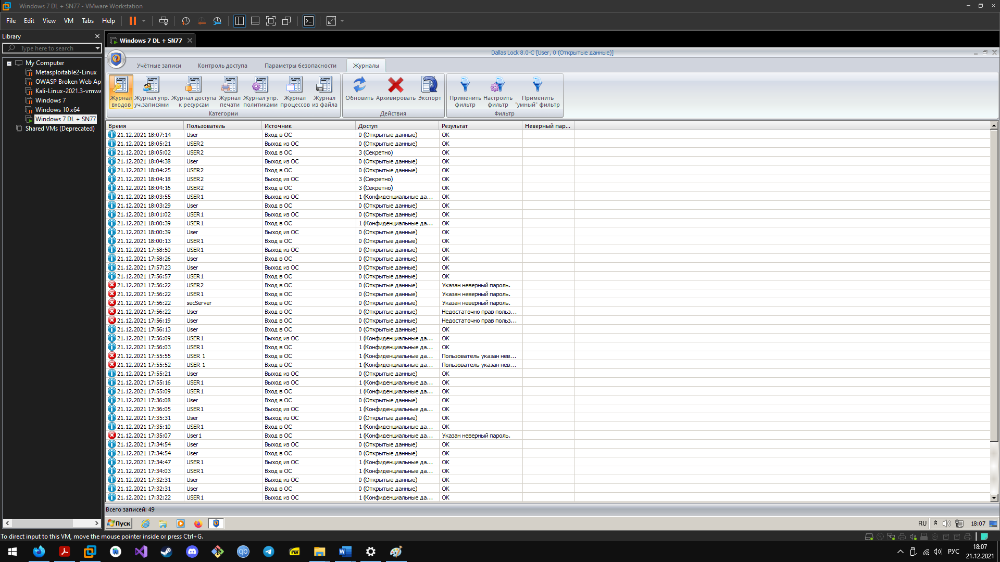 Windows 7 DL + SN77 - VMware Workstation
File Edit View VM Tabs Help
Library
Type here to search
My Computer
Metasploitable2-Linux
OWASP Broken Web Ap
Kali-Linux-2021.3-vmwa
Windows 7
Windows 10 x64
Windows 7 DL + SN77
Shared VMs (Deprecated)
Windows 7 DL + SN77
Dallas Lock 8.0-C [User, 0 (Открытые данные)]
Учётные записи Контроль доступа Параметры безопасности Журналы
Журнал входов
Журнал упр. уч.записями
Журнал доступа к ресурсам
Журнал печати
Журнал упр. политиками
Журнал процессов
Журнал из файла
Категории
Обновить Архивировать Экспорт
Действия
Применить фильтр
Настроить фильтр
Применить "умный" фильтр
Фильтр
Время Пользователь Источник Доступ Результат Неверный пар...
21.12.2021 18:07:14 User Вход в ОС 0 (Открытые данные) OK
21.12.2021 18:05:21 USER2 Выход из ОС 0 (Открытые данные) OK
21.12.2021 18:05:02 USER2 Вход в ОС 3 (Секретно) OK
21.12.2021 18:04:38 User Выход из ОС 0 (Открытые данные) OK
21.12.2021 18:04:25 USER2 Вход в ОС 0 (Открытые данные) OK
21.12.2021 18:04:18 USER2 Выход из ОС 3 (Секретно) OK
21.12.2021 18:04:16 USER2 Вход в ОС 3 (Секретно) OK
21.12.2021 18:03:55 USER1 Выход из ОС 1 (Конфиденциальные да... OK
21.12.2021 18:03:29 User Вход в ОС 0 (Открытые данные) OK
21.12.2021 18:01:02 USER1 Выход из ОС 0 (Открытые данные) OK
21.12.2021 18:00:39 USER1 Вход в ОС 1 (Конфиденциальные да... OK
21.12.2021 18:00:39 User Выход из ОС 0 (Открытые данные) OK
21.12.2021 18:00:13 USER1 Вход в ОС 0 (Открытые данные) OK
21.12.2021 17:58:50 USER1 Выход из ОС 0 (Открытые данные) OK
21.12.2021 17:58:26 User Вход в ОС 0 (Открытые данные) OK
21.12.2021 17:57:23 User Выход из ОС 0 (Открытые данные) OK
21.12.2021 17:56:57 USER1 Вход в ОС 0 (Открытые данные) OK
21.12.2021 17:56:22 USER2 Вход в ОС 0 (Открытые данные) Указан неверный пароль.
21.12.2021 17:56:22 USER1 Вход в ОС 0 (Открытые данные) Указан неверный пароль.
21.12.2021 17:56:22 secServer Вход в ОС 0 (Открытые данные) Указан неверный пароль.
21.12.2021 17:56:22 User Вход в ОС 0 (Открытые данные) Недостаточно прав польз...
21.12.2021 17:56:19 User Вход в ОС 0 (Открытые данные) Недостаточно прав польз...
21.12.2021 17:56:13 User Вход в ОС 0 (Открытые данные) OK
21.12.2021 17:56:09 USER1 Выход из ОС 1 (Конфиденциальные да... OK
21.12.2021 17:56:03 USER1 Вход в ОС 1 (Конфиденциальные да... OK
21.12.2021 17:55:55 USER 1 Вход в ОС 1 (Конфиденциальные да... Пользователь указан нев...
21.12.2021 17:55:52 USER 1 Вход в ОС 1 (Конфиденциальные да... Пользователь указан нев...
21.12.2021 17:55:21 User Выход из ОС 0 (Открытые данные) OK
21.12.2021 17:55:16 USER1 Выход из ОС 1 (Конфиденциальные да... OK
21.12.2021 17:55:09 USER1 Вход в ОС 1 (Конфиденциальные да... OK
21.12.2021 17:36:08 User Вход в ОС 0 (Открытые данные) OK
21.12.2021 17:36:05 USER1 Выход из ОС 1 (Конфиденциальные да... OK
21.12.2021 17:35:31 User Выход из ОС 0 (Открытые данные) OK
21.12.2021 17:35:10 USER1 Вход в ОС 1 (Конфиденциальные да... OK
21.12.2021 17:35:07 User1 Вход в ОС 1 (Конфиденциальные да... Указан неверный пароль.
21.12.2021 17:34:54 User Выход из ОС 0 (Открытые данные) OK
21.12.2021 17:34:54 User Вход в ОС 0 (Открытые данные) OK
21.12.2021 17:34:47 USER1 Выход из ОС 1 (Конфиденциальные да... OK
21.12.2021 17:34:03 USER1 Вход в ОС 1 (Конфиденциальные да... OK
21.12.2021 17:32:31 User Выход из ОС 0 (Открытые данные) OK
21.12.2021 17:32:31 User Вход в ОС 0 (Открытые данные) OK
21.12.2021 17:32:22 USER1 Выход из ОС 1 (Конфиденциальные да... OK
Всего записей: 49
Пуск RU 18:07
To direct input to this VM, move the mouse pointer inside or press Ctrl+G.
qb PDF W РУС 18:07
21.12.2021